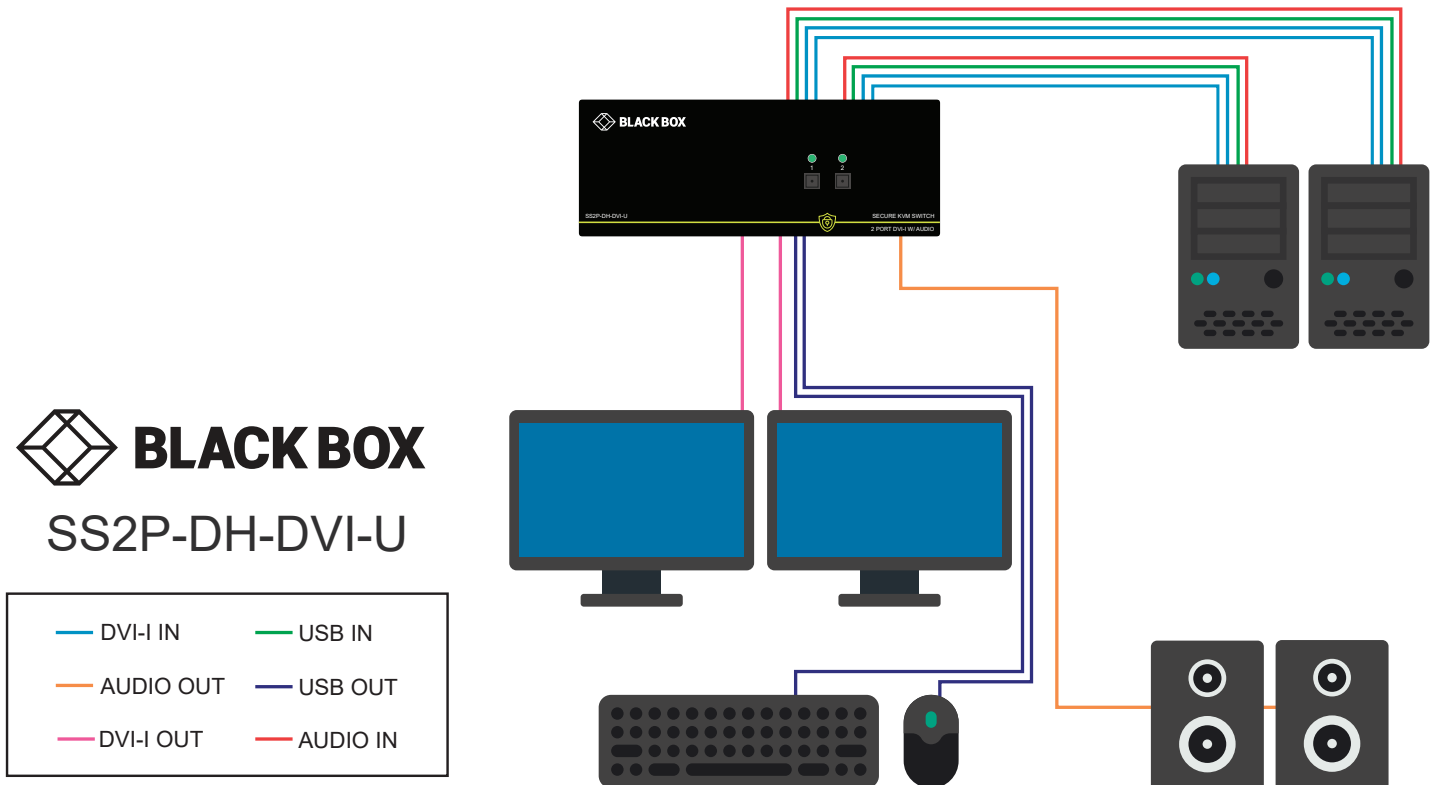 BLACK BOX
1 2
SS2P-DH-DVI-U
SECURE KVM SWITCH
2 PORT DVI-I W/ AUDIO
BLACK BOX
SS2P-DH-DVI-U
DVI-I IN
USB IN
AUDIO OUT
USB OUT
DVI-I OUT
AUDIO IN